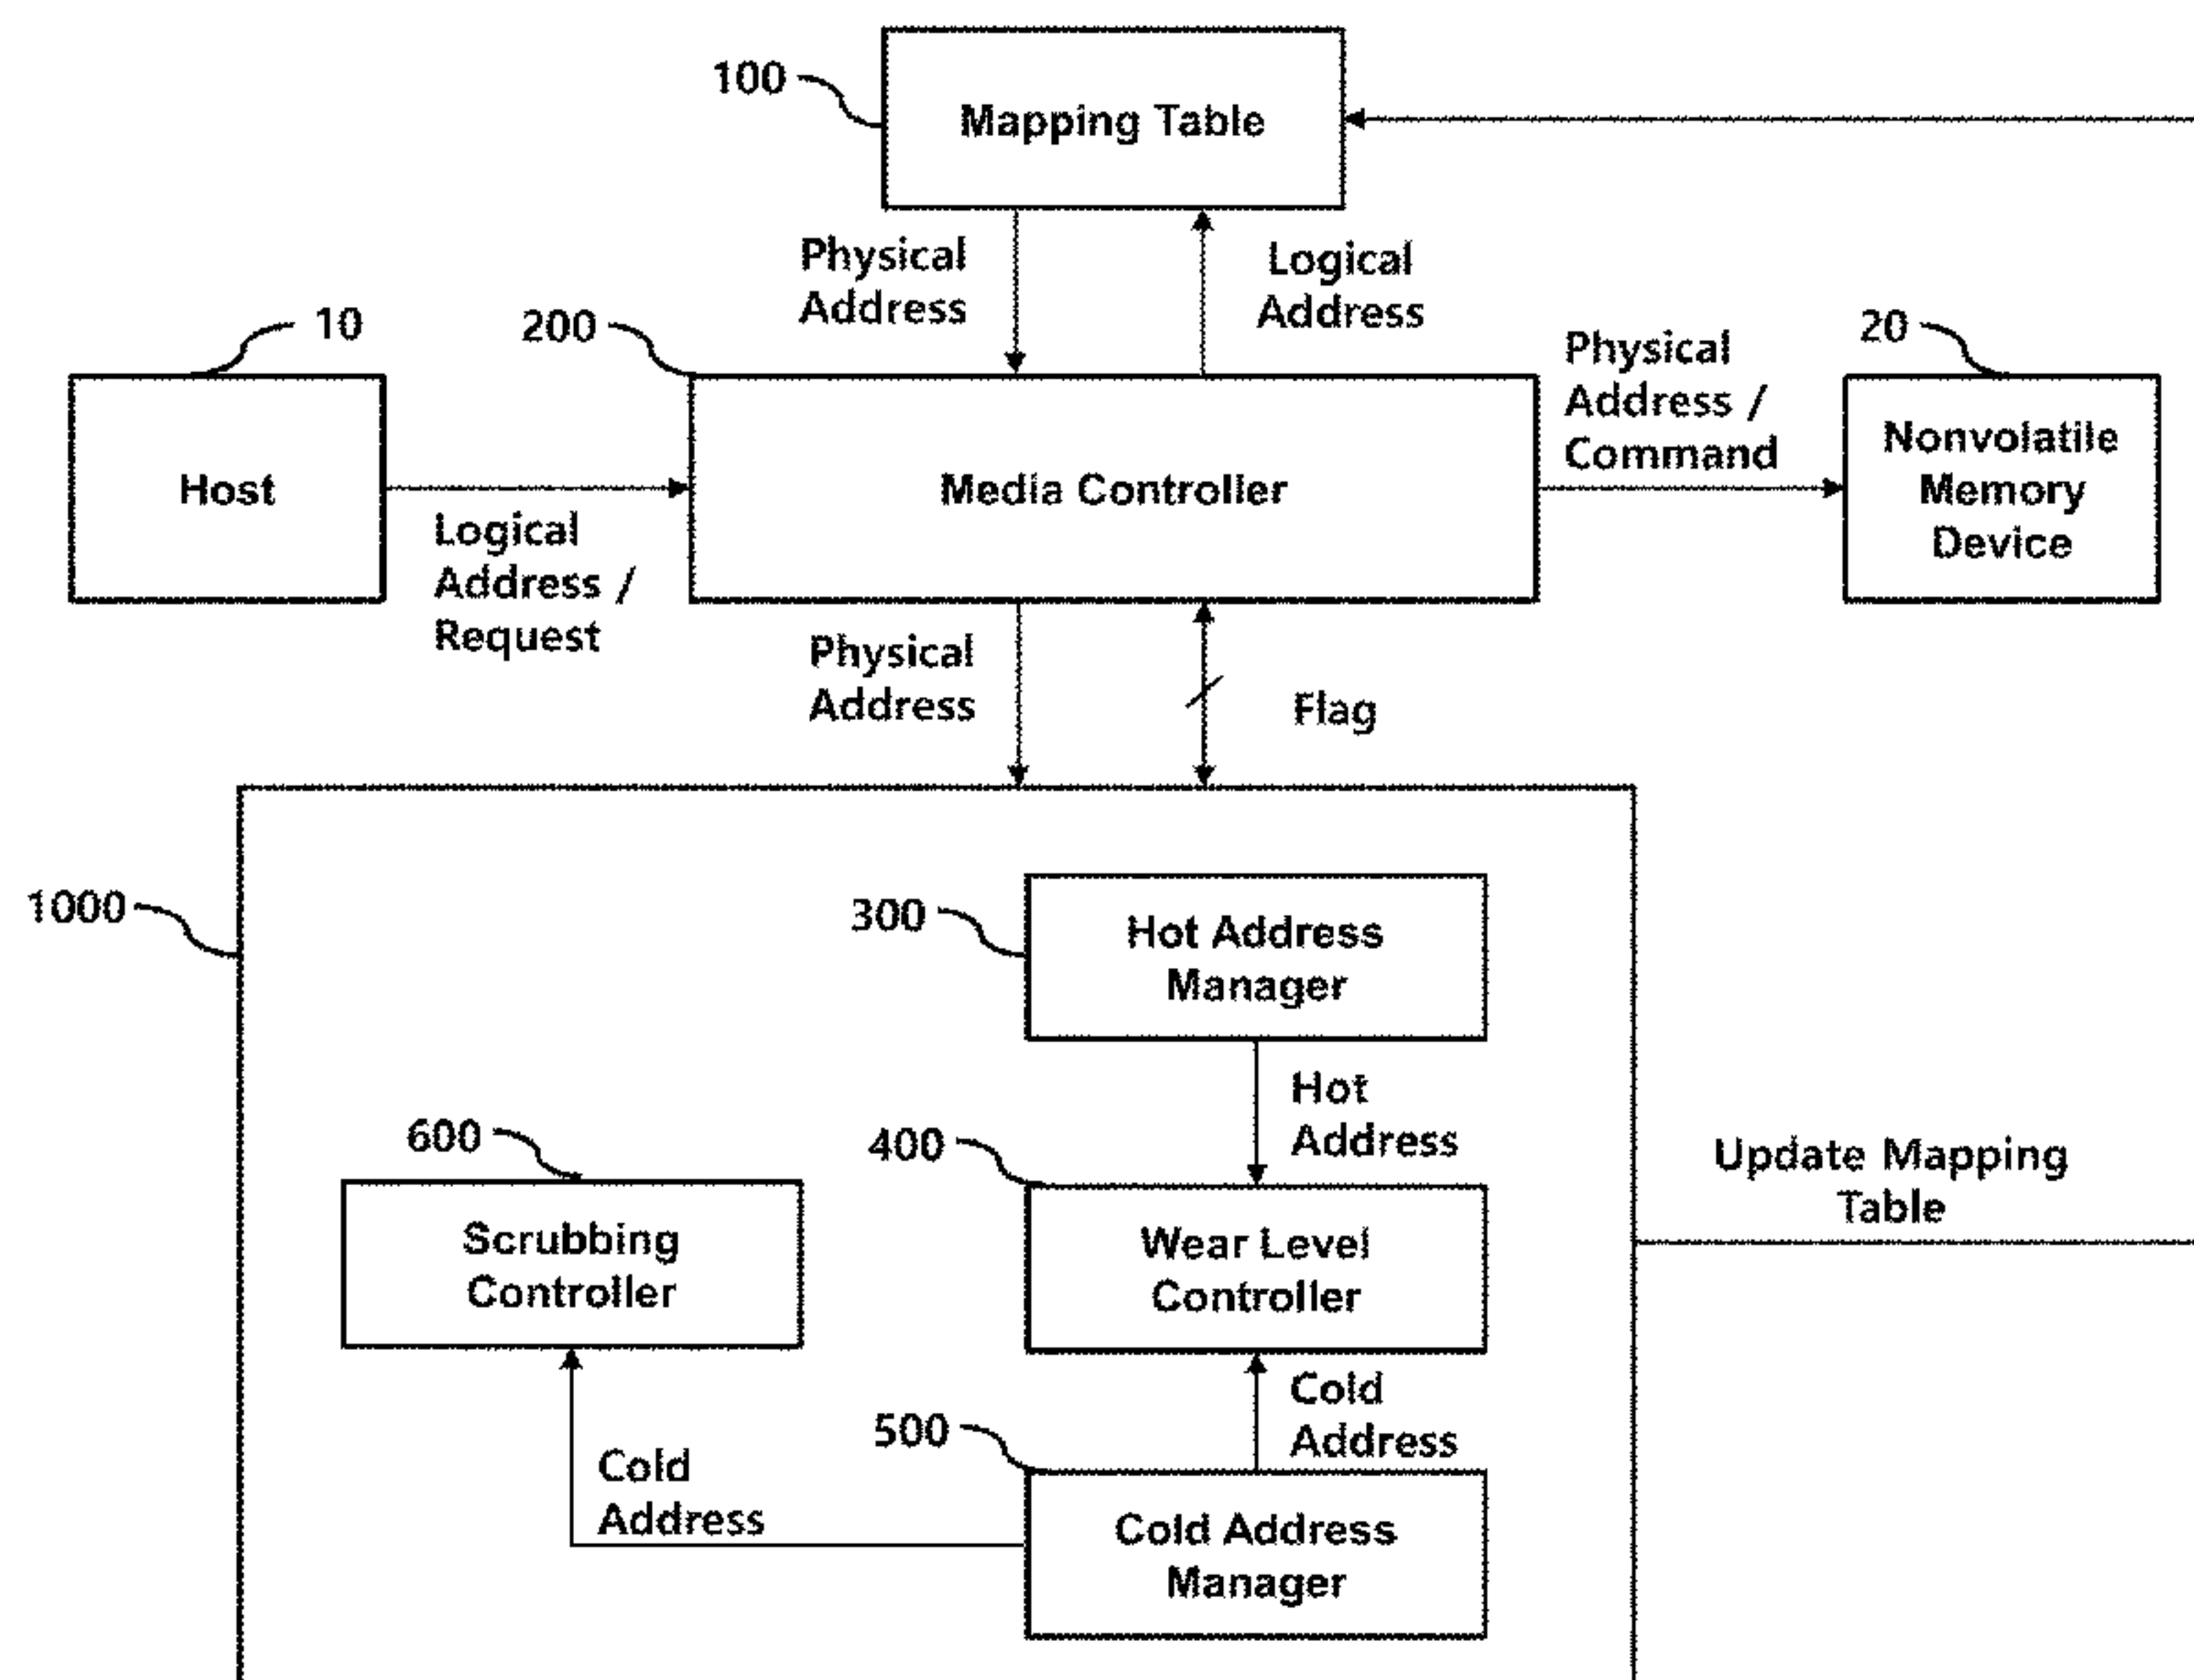 100
Mapping Table
Physical
Address
Logical
Address
10
200
20
Host
Logical
Address /
Request
Media Controller
Physical
Address /
Command
Nonvolatile
Memory
Device
Physical
Address
Flag
1000
300
Hot Address
Manager
Hot
Address
600
Scrubbing
Controller
400
Wear Level
Controller
Update Mapping
Table
Cold
Address
500
Cold
Address
Cold Address
Manager